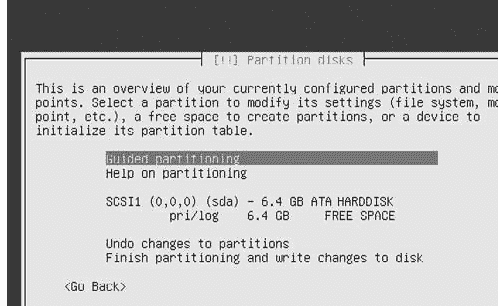 [!!] Partition disks
This is an overview of your currently configured partitions and mo
points. Select a partition to modify its settings (file system, mo
point, etc.), a free space to create partitions, or a device to
initialize its partition table.
Guided partitioning
Help on partitioning
SCSI1 (0,0,0) (sda) - 6.4 GB ATA HARDDISK
pri/log 6.4 GB FREE SPACE
Undo changes to partitions
Finish partitioning and write changes to disk
<Go Back>